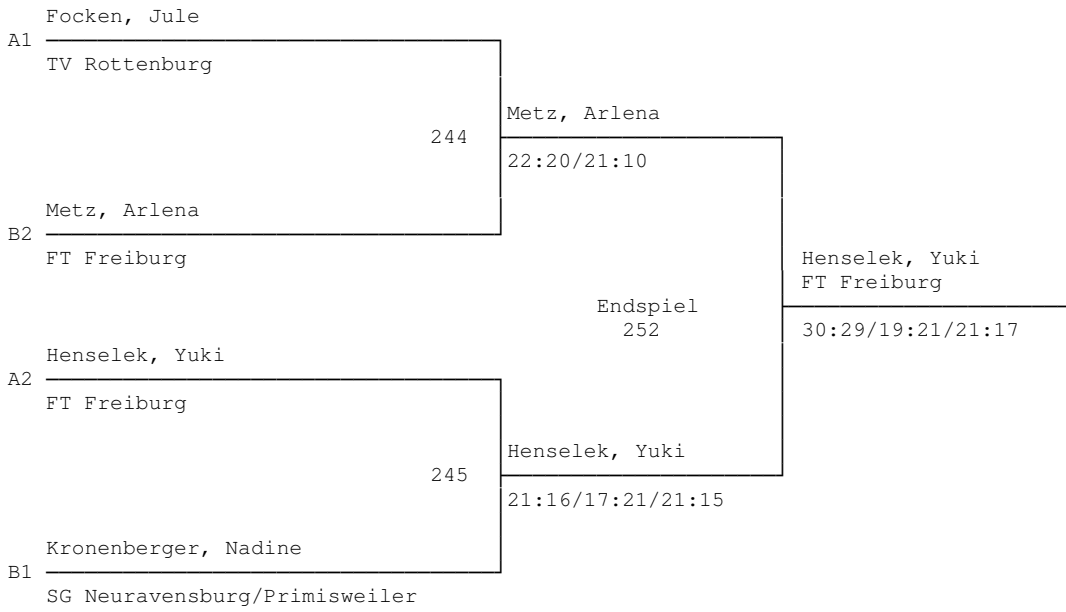 Focken, Jule
A1
TV Rottenburg
Metz, Arlena
244
22:20/21:10
Metz, Arlena
B2
FT Freiburg
Henselek, Yuki
FT Freiburg
Endspiel
252
30:29/19:21/21:17
Henselek, Yuki
A2
FT Freiburg
Henselek, Yuki
245
21:16/17:21/21:15
Kronenberger, Nadine
B1
SG Neuravensburg/Primisweiler